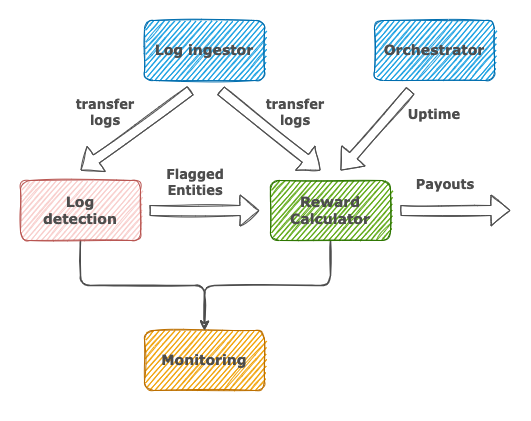 Log ingestor
Orchestrator
transfer
logs
transfer
logs
Uptime
Flagged
Entities
Payouts
Log
detection
Reward
Calculator
Monitoring